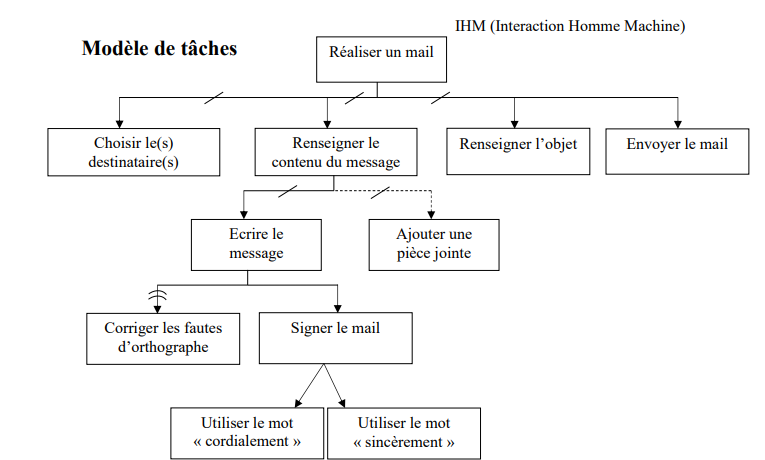 IHM (Interaction Homme Machine)
Modèle de tâches
Réaliser un mail
Choisir le(s)
destinataire(s)
Renseigner le
contenu du message
Renseigner l’objet
Envoyer le mail
Ecrire le
message
Ajouter une
pièce jointe
Corriger les fautes
d’orthographe
Signer le mail
Utiliser le mot
« cordialement »
Utiliser le mot
« sincèrement »